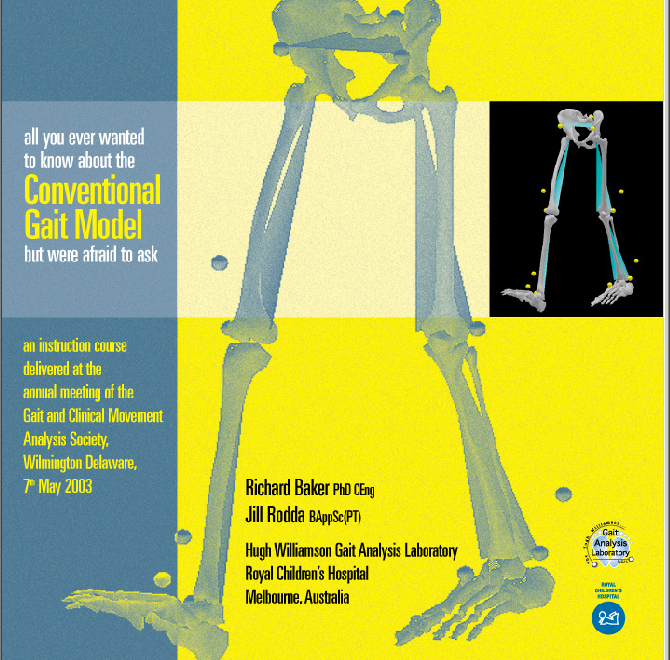 all you ever wanted
to know about the
Conventional
Gait Model
but were afraid to ask
an instruction course
delivered at the
annual meeting of the
Gait and Clinical Movement
Analysis Society,
Wilmington Delaware,
7th May 2003
Richard Baker PhD CEng
Jill Rodda BAppSc(PT)
Hugh Williamson Gait Analysis Laboratory
Royal Children's Hospital
Melbourne. Australia
Gait
Analysis
Laboratory
ROYAL
CHILDREN'S
HOSPITAL